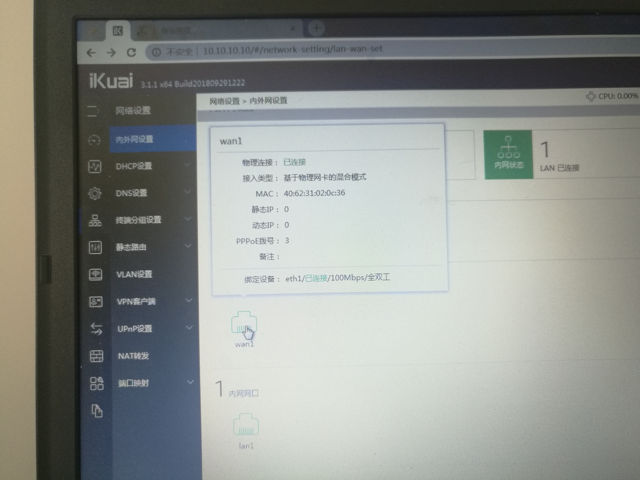 不安全 | 10.10.10.10/#/network-setting/lan-wan-set
iKuai 3.1.1 x64 Build201809291222
网络设置
网络设置 > 内外网设置
CPU: 0.00%
内外网设置
DHCP设置
DNS设置
终端分组设置
静态路由
VLAN设置
VPN客户端
UPnP设置
NAT转发
端口映射
wan1
物理连接： 已连接
接入类型： 基于物理网卡的混合模式
MAC： 40:62:31:02:0c:36
静态IP： 0
动态IP： 0
PPPoE拨号： 3
备注：
绑定设备： eth1/已连接/100Mbps/全双工
内网状态
1
LAN 已连接
wan1
1 内网网口
lan1